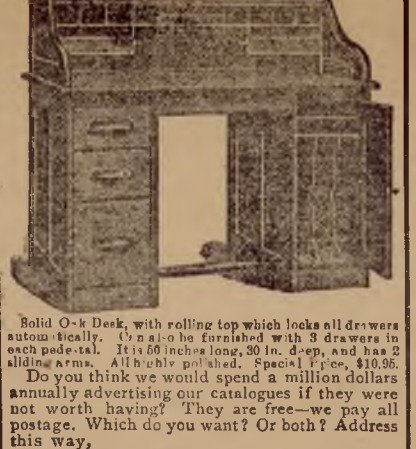 Solid Oak Desk, with rolling top which locks all drawers
automatically. Can also be furnished with 3 drawers in
each pedestal. It is 50 inches long, 30 in. deep, and has 2
sliding arms. All highly polished. Special Price, $10.95.
Do you think we would spend a million dollars
annually advertising our catalogues if they were
not worth having? They are free—we pay all
postage. Which do you want? Or both? Address
this way,